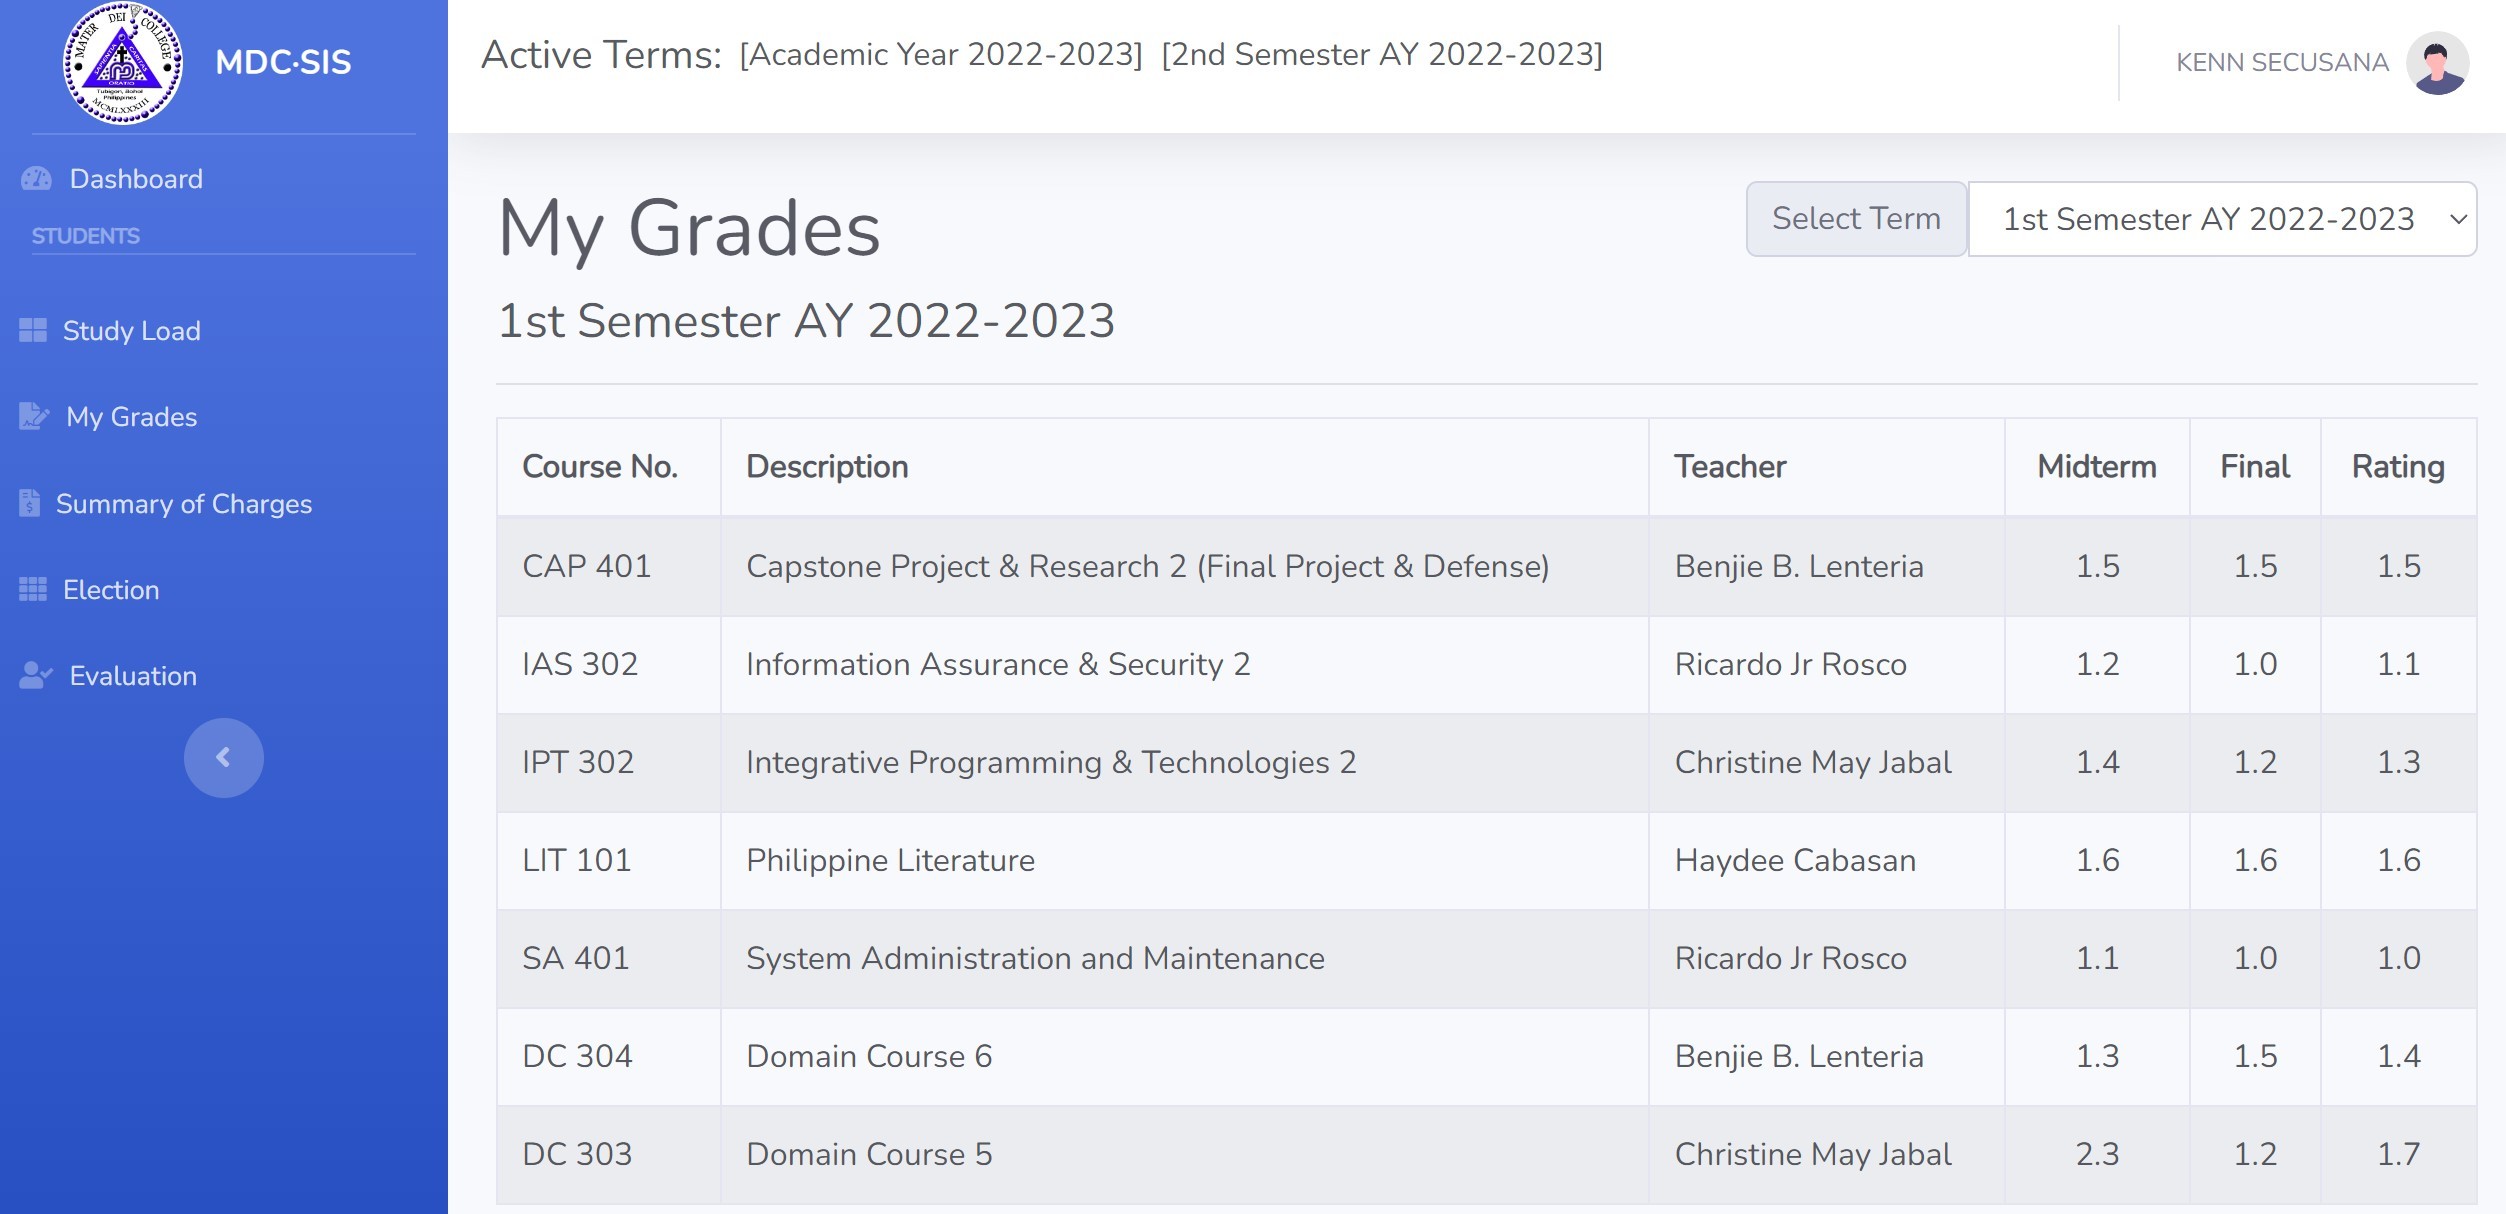 MATER DEI COLLEGE
SAPIENTIA CARITAS
ORATIO
Tubigon, Bohol
Philippines
MCMLXXXIII
MDC·SIS
Active Terms: [Academic Year 2022-2023] [2nd Semester AY 2022-2023]
KENN SECUSANA
Dashboard
STUDENTS
Study Load
My Grades
Summary of Charges
Election
Evaluation
My Grades
Select Term 1st Semester AY 2022-2023
1st Semester AY 2022-2023
Course No. Description Teacher Midterm Final Rating
CAP 401 Capstone Project & Research 2 (Final Project & Defense) Benjie B. Lenteria 1.5 1.5 1.5
IAS 302 Information Assurance & Security 2 Ricardo Jr Rosco 1.2 1.0 1.1
IPT 302 Integrative Programming & Technologies 2 Christine May Jabal 1.4 1.2 1.3
LIT 101 Philippine Literature Haydee Cabasan 1.6 1.6 1.6
SA 401 System Administration and Maintenance Ricardo Jr Rosco 1.1 1.0 1.0
DC 304 Domain Course 6 Benjie B. Lenteria 1.3 1.5 1.4
DC 303 Domain Course 5 Christine May Jabal 2.3 1.2 1.7